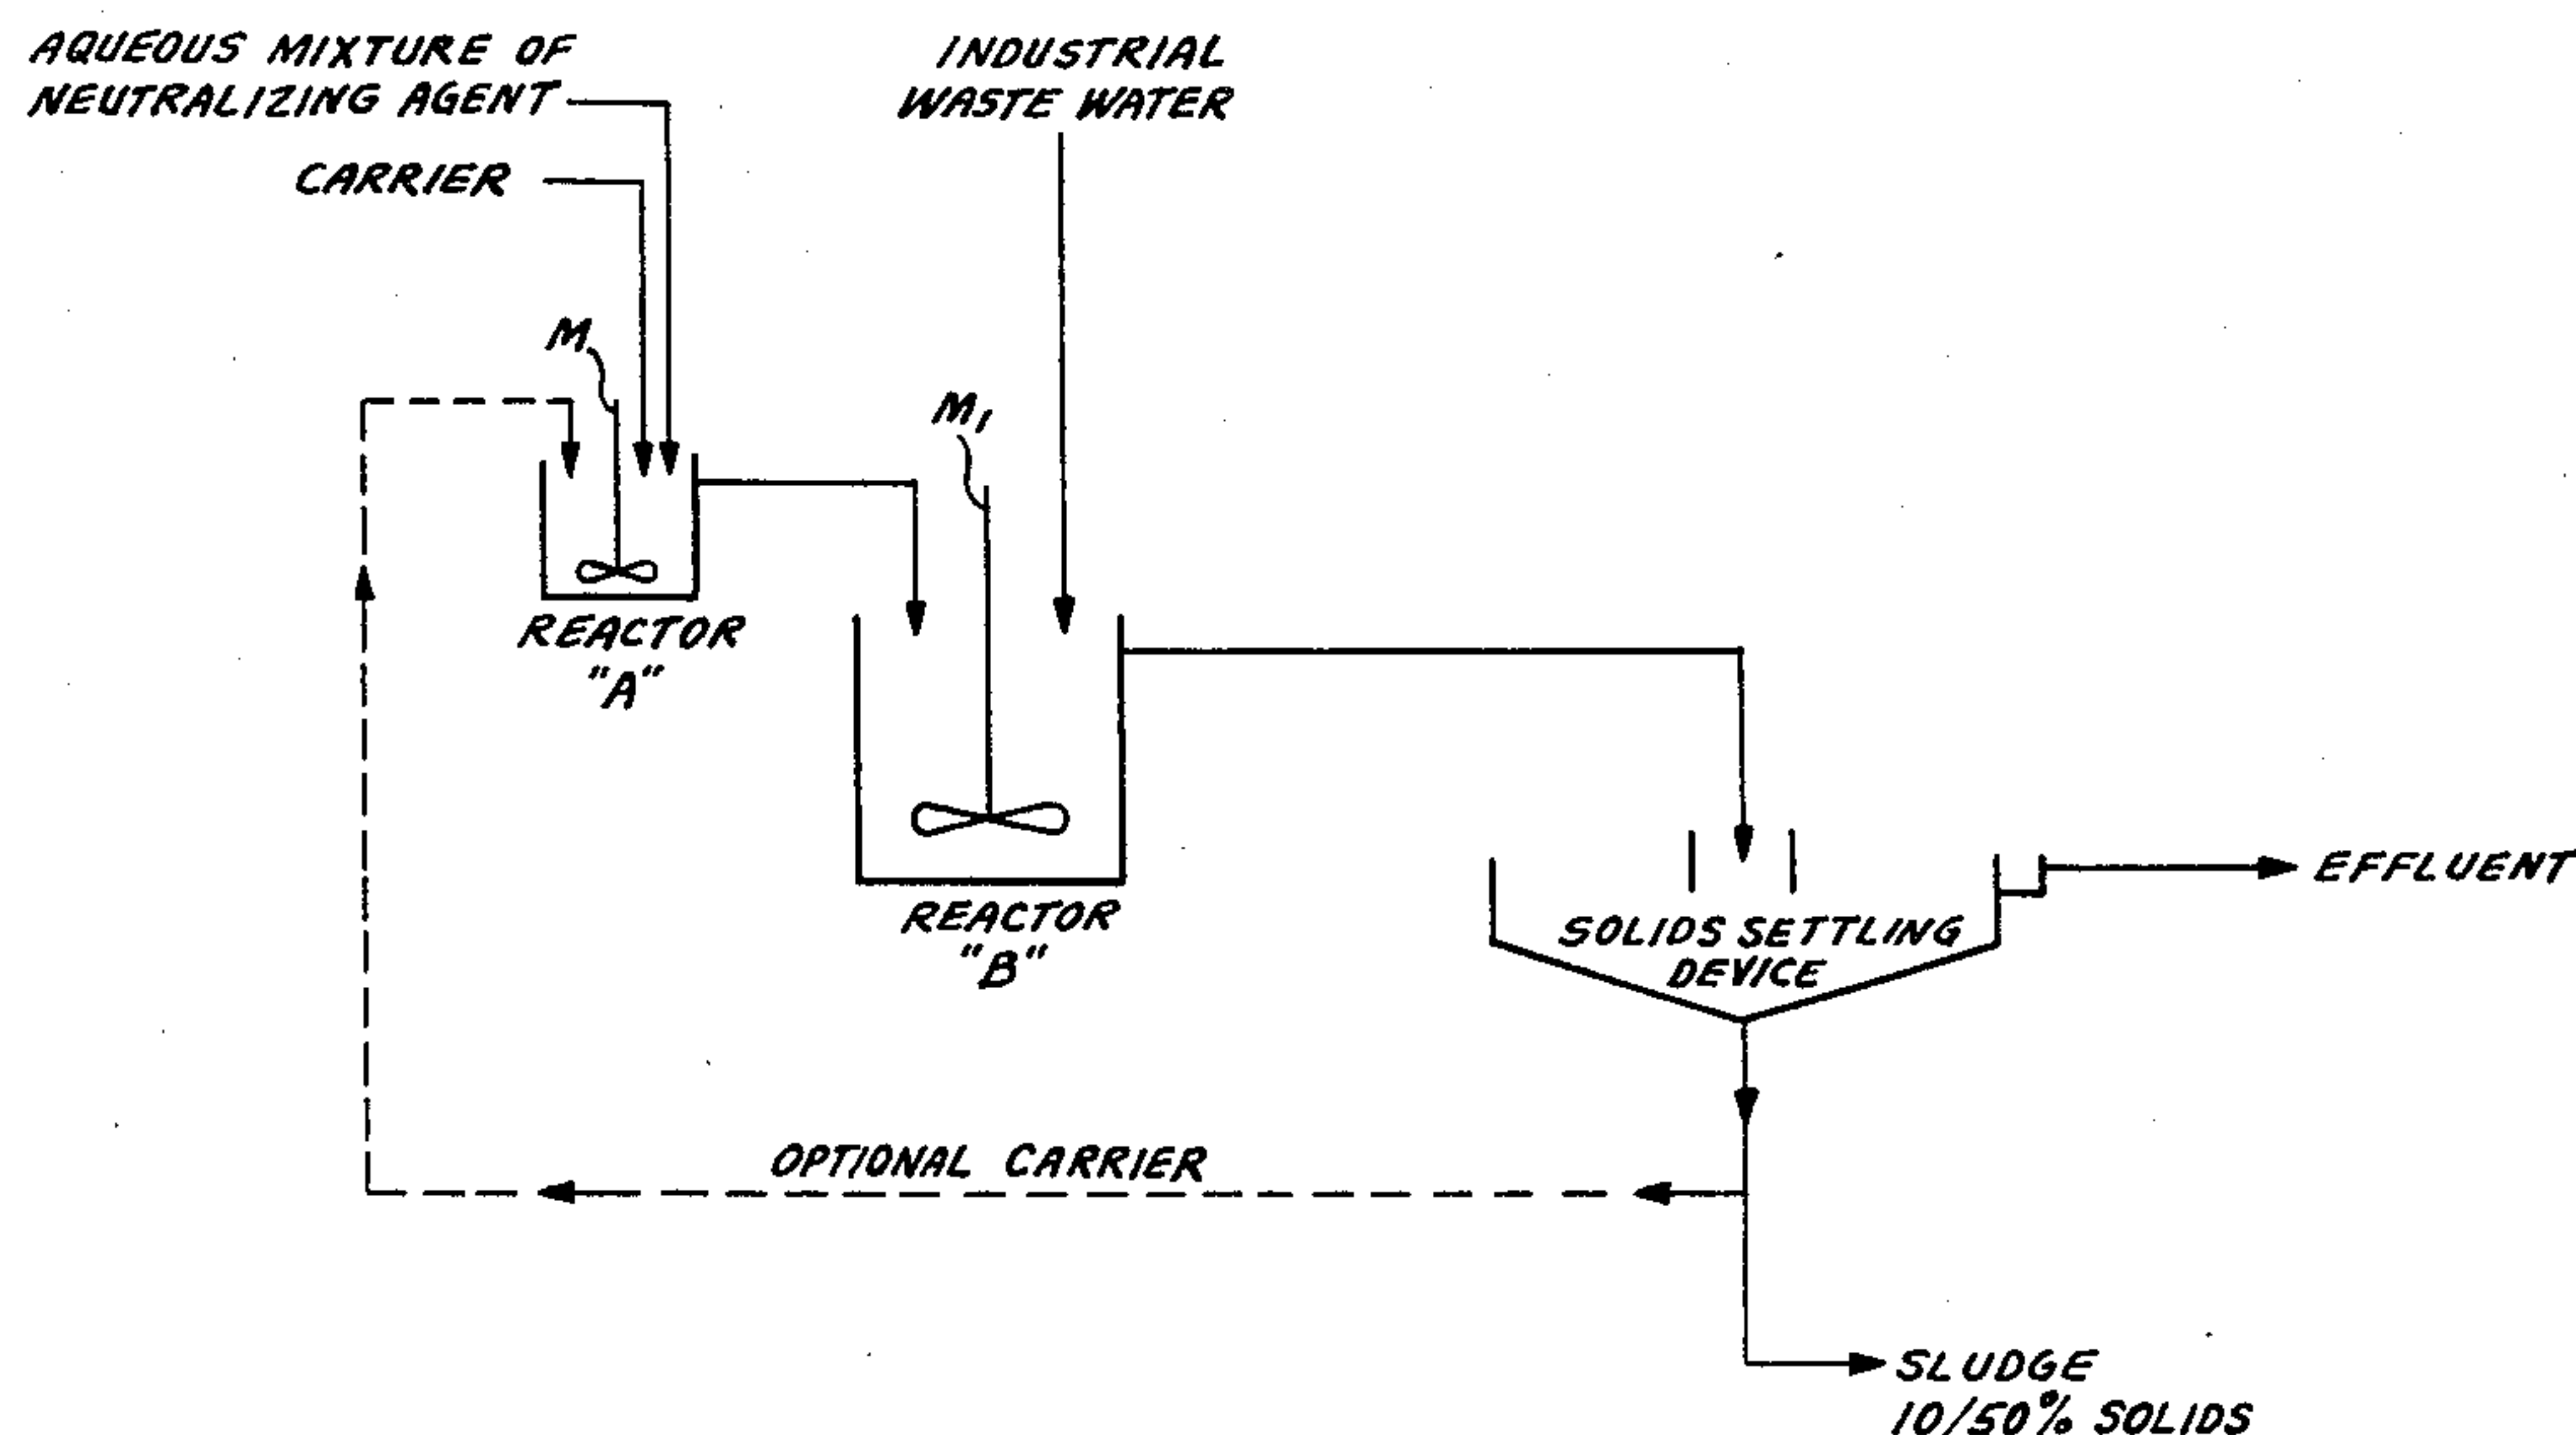 AQUEOUS MIXTURE OF
NEUTRALIZING AGENT
CARRIER
INDUSTRIAL
WASTE WATER
M
M1
REACTOR
"A"
REACTOR
"B"
SOLIDS SETTLING
DEVICE
EFFLUENT
OPTIONAL CARRIER
SLUDGE
10/50% SOLIDS